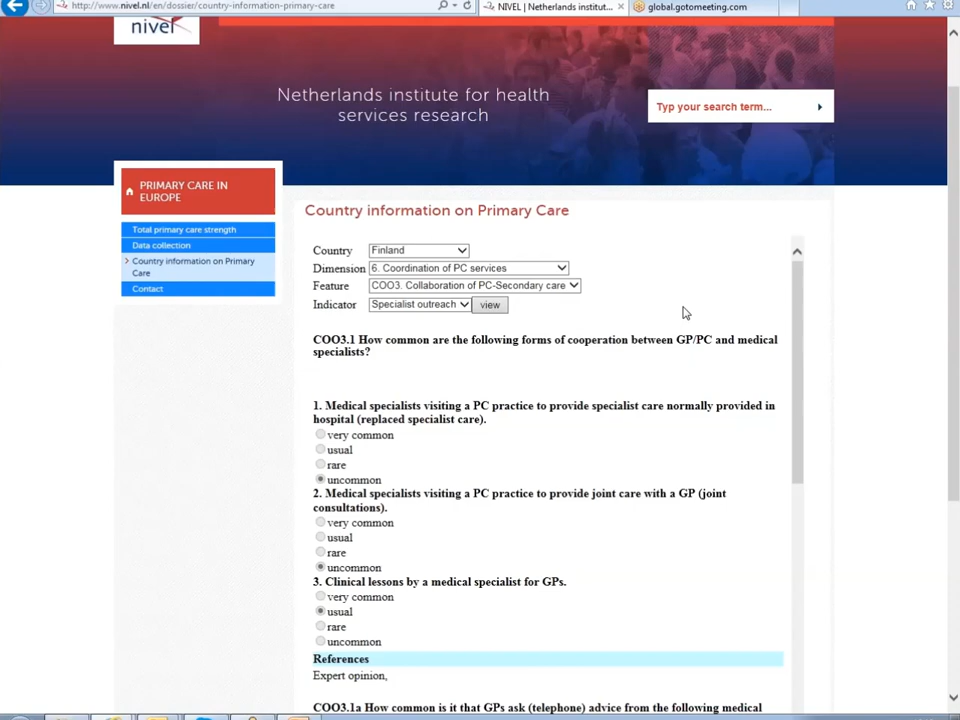 http://www.nivel.nl/en/dossier/country-information-primary-care
NIVEL | Netherlands institut...
global.gotomeeting.com
nivel
Netherlands institute for health
services research
Typ your search term...
PRIMARY CARE IN
EUROPE
Total primary care strength
Data collection
Country information on Primary
Care
Contact
Country information on Primary Care
Country Finland
Dimension 6. Coordination of PC services
Feature COO3. Collaboration of PC-Secondary care
Indicator Specialist outreach view
COO3.1 How common are the following forms of cooperation between GP/PC and medical
specialists?
1. Medical specialists visiting a PC practice to provide specialist care normally provided in
hospital (replaced specialist care).
very common
usual
rare
uncommon
2. Medical specialists visiting a PC practice to provide joint care with a GP (joint
consultations).
very common
usual
rare
uncommon
3. Clinical lessons by a medical specialist for GPs.
very common
usual
rare
uncommon
References
Expert opinion,
COO3.1a How common is it that GPs ask (telephone) advice from the following medical